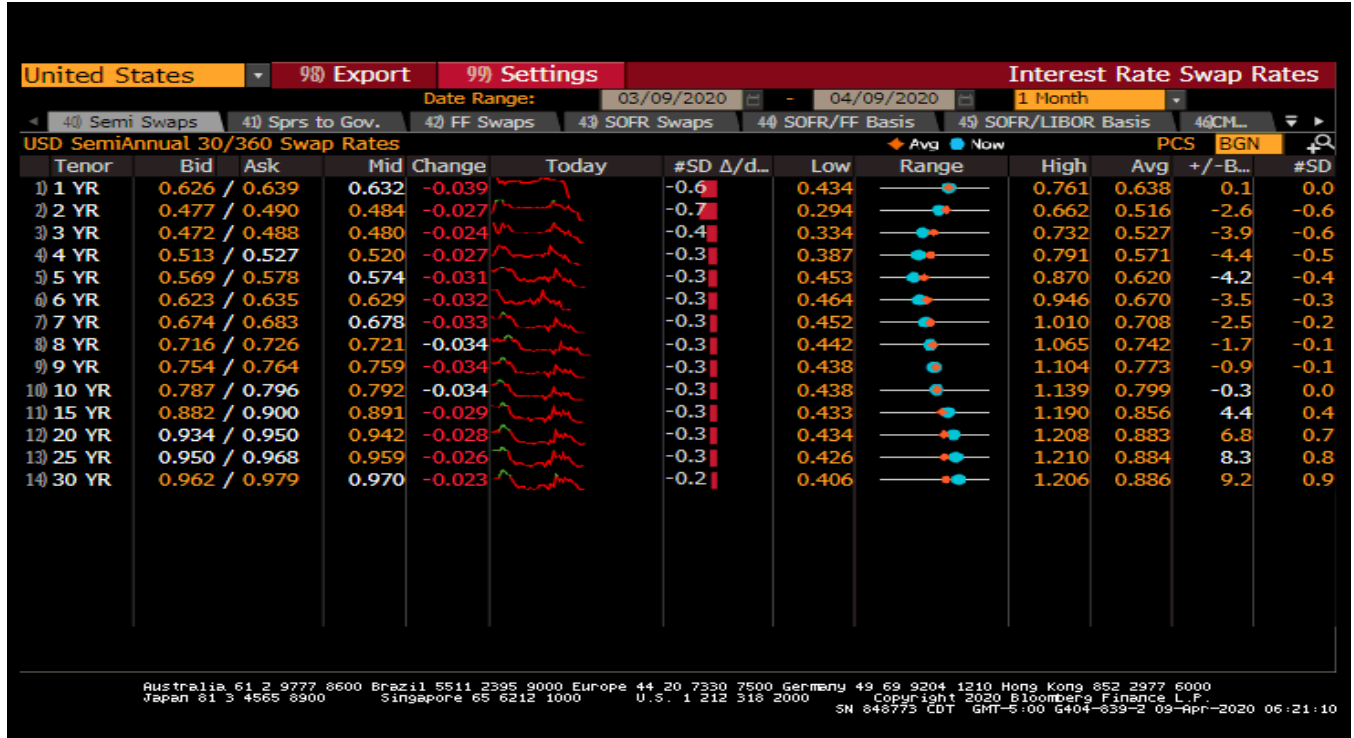 United States 98) Export 99) Settings Interest Rate Swap Rates
Date Range: 03/09/2020 - 04/09/2020 1 Month
40) Semi Swaps 41) Sprs to Gov. 42) FF Swaps 43) SOFR Swaps 44) SOFR/FF Basis 45) SOFR/LIBOR Basis 46)CM...
USD SemiAnnual 30/360 Swap Rates Avg Now PCS BGN
Tenor Bid Ask Mid Change Today #SD Δ/d... Low Range High Avg +/-B... #SD
1) 1 YR 0.626 / 0.639 0.632 -0.039 -0.6 0.434 0.761 0.638 0.1 0.0
2) 2 YR 0.477 / 0.490 0.484 -0.027 -0.7 0.294 0.662 0.516 -2.6 -0.6
3) 3 YR 0.472 / 0.488 0.480 -0.024 -0.4 0.334 0.732 0.527 -3.9 -0.6
4) 4 YR 0.513 / 0.527 0.520 -0.027 -0.3 0.387 0.791 0.571 -4.4 -0.5
5) 5 YR 0.569 / 0.578 0.574 -0.031 -0.3 0.453 0.870 0.620 -4.2 -0.4
6) 6 YR 0.623 / 0.635 0.629 -0.032 -0.3 0.464 0.946 0.670 -3.5 -0.3
7) 7 YR 0.674 / 0.683 0.678 -0.033 -0.3 0.452 1.010 0.708 -2.5 -0.2
8) 8 YR 0.716 / 0.726 0.721 -0.034 -0.3 0.442 1.065 0.742 -1.7 -0.1
9) 9 YR 0.754 / 0.764 0.759 -0.034 -0.3 0.438 1.104 0.773 -0.9 -0.1
10) 10 YR 0.787 / 0.796 0.792 -0.034 -0.3 0.438 1.139 0.799 -0.3 0.0
11) 15 YR 0.882 / 0.900 0.891 -0.029 -0.3 0.433 1.190 0.856 4.4 0.4
12) 20 YR 0.934 / 0.950 0.942 -0.028 -0.3 0.434 1.208 0.883 6.8 0.7
13) 25 YR 0.950 / 0.968 0.959 -0.026 -0.3 0.426 1.210 0.884 8.3 0.8
14) 30 YR 0.962 / 0.979 0.970 -0.023 -0.2 0.406 1.206 0.886 9.2 0.9
Australia 61 2 9777 8600 Brazil 5511 2395 9000 Europe 44 20 7330 7500 Germany 49 69 9204 1210 Hong Kong 852 2977 6000
Japan 81 3 4565 8900 Singapore 65 6212 1000 U.S. 1 212 318 2000 Copyright 2020 Bloomberg Finance L.P.
SN 848773 CDT GMT-5:00 G404-839-2 09-Apr-2020 06:21:10